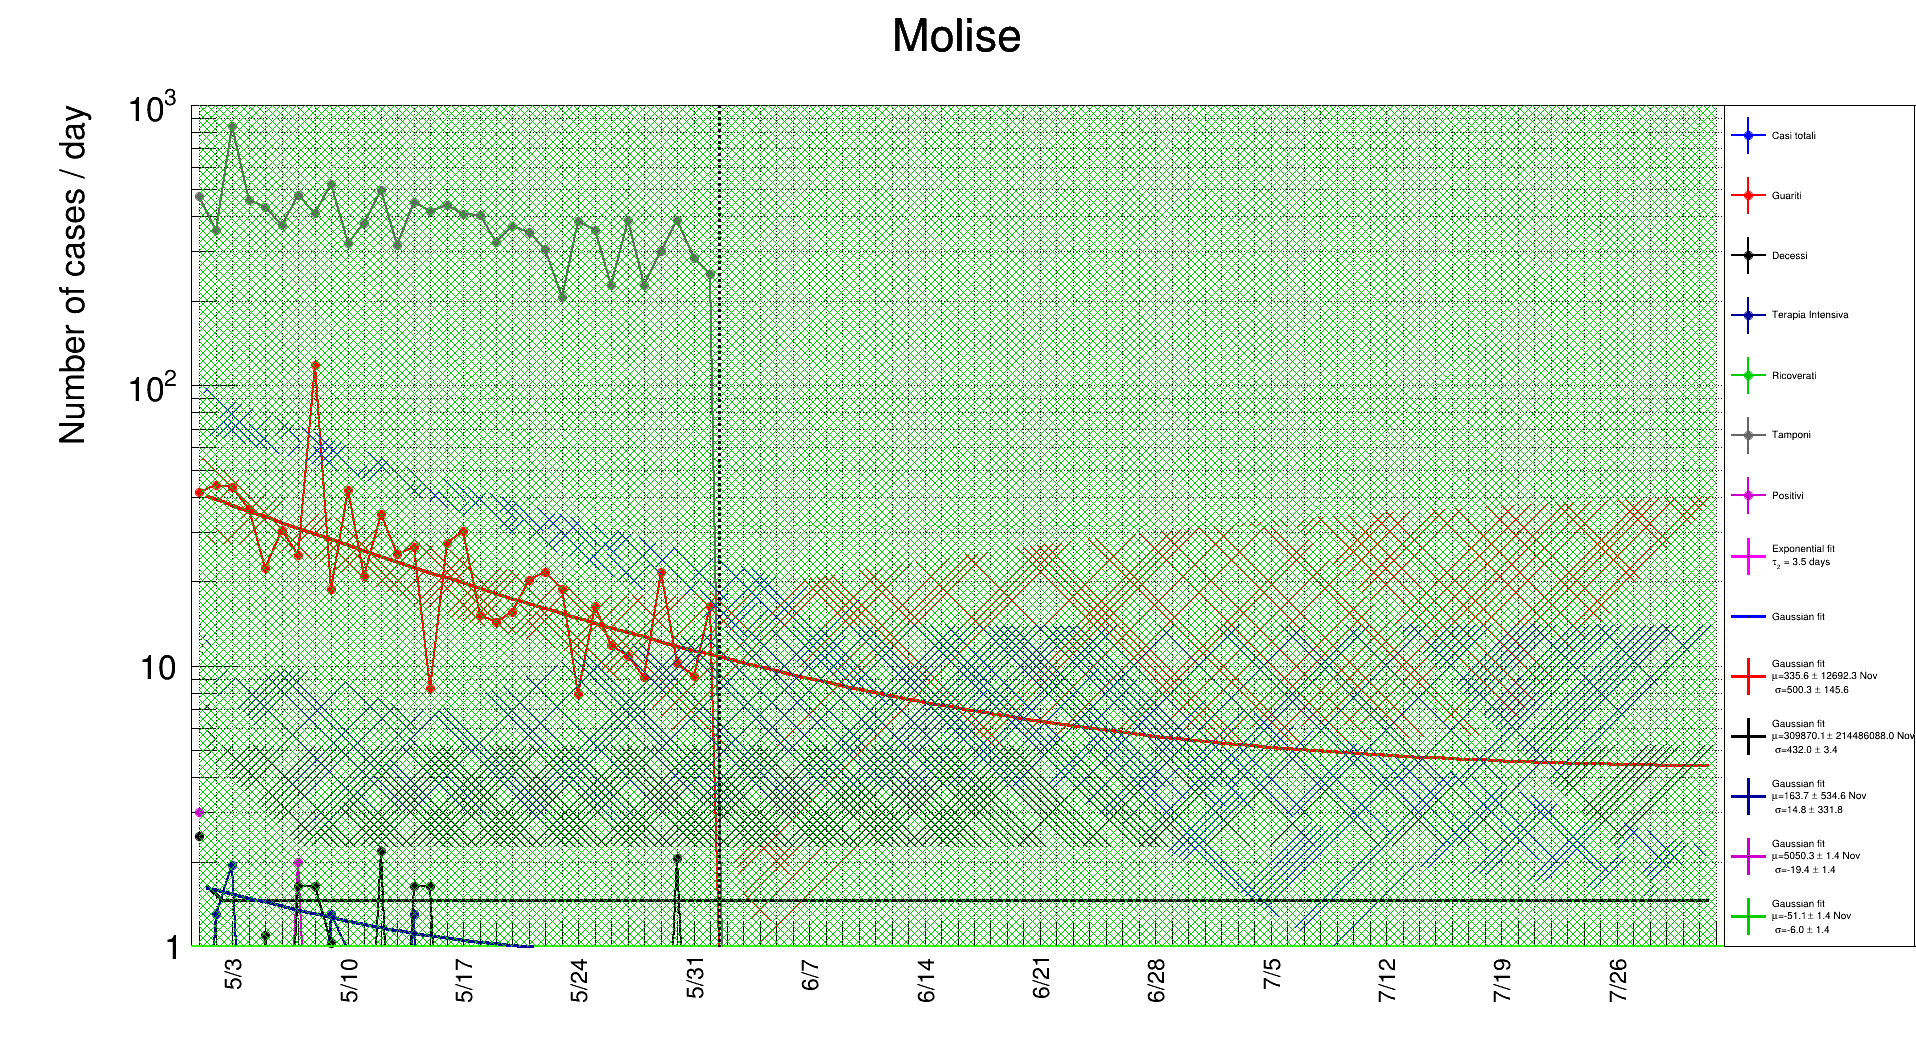 Molise
Number of cases / day
10³
10²
10
1
5/3
5/10
5/17
5/24
5/31
6/7
6/14
6/21
6/28
7/5
7/12
7/19
7/26
Casi totali
Guariti
Decessi
Terapia Intensiva
Ricoverati
Tamponi
Positivi
Exponential fit
τ₂ = 3.5 days
Gaussian fit
Gaussian fit
μ=335.6 ± 12692.3 Nov
σ=500.3 ± 145.6
Gaussian fit
μ=309870.1 ± 214486088.0 Nov
σ=432.0 ± 3.4
Gaussian fit
μ=163.7 ± 534.6 Nov
σ=14.8 ± 331.8
Gaussian fit
μ=5050.3 ± 1.4 Nov
σ=-19.4 ± 1.4
Gaussian fit
μ=-51.1 ± 1.4 Nov
σ=-6.0 ± 1.4